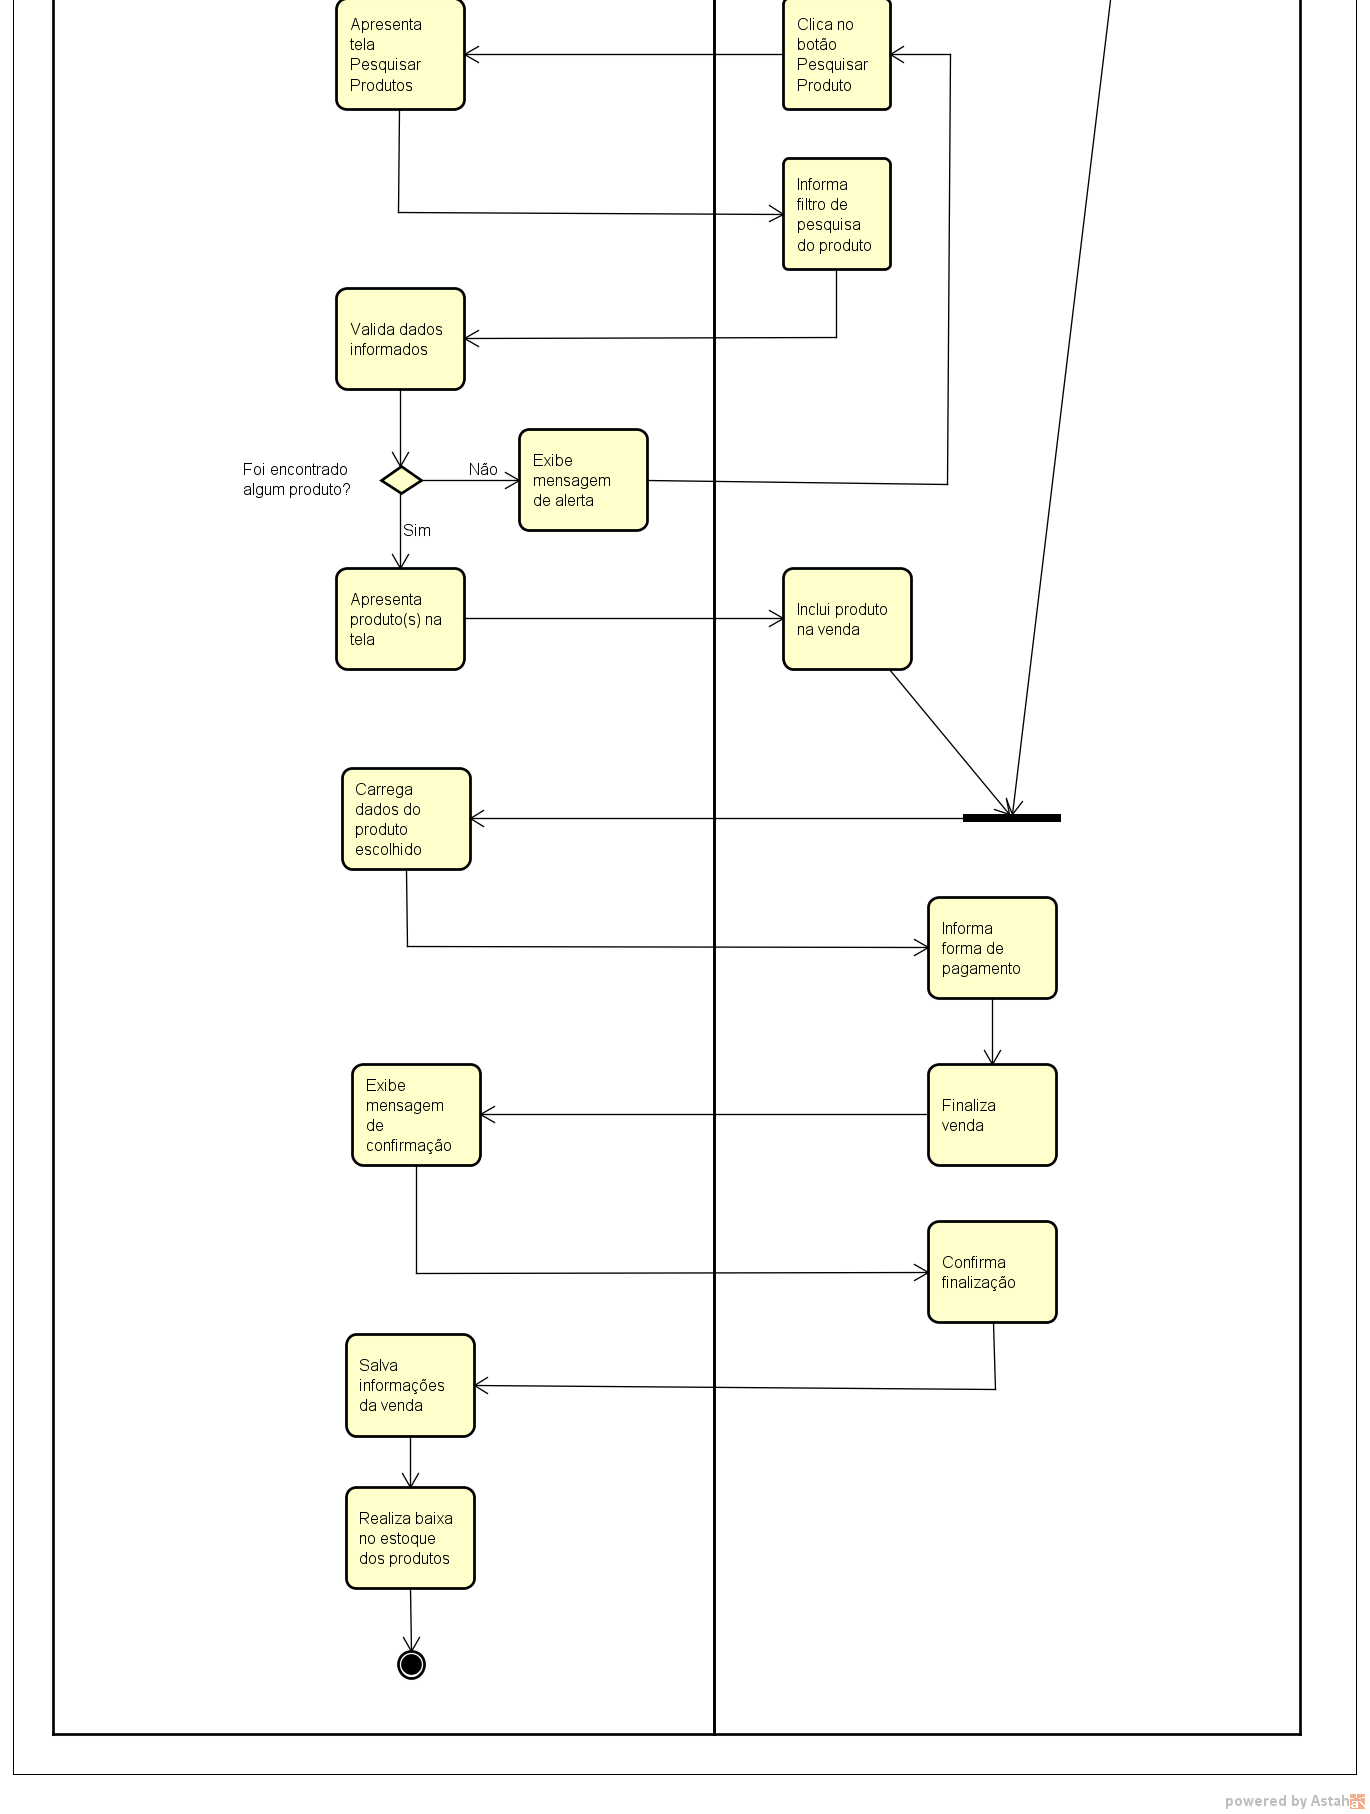 Apresenta
tela
Pesquisar
Produtos
Clica no
botão
Pesquisar
Produto
Informa
filtro de
pesquisa
do produto
Valida dados
informados
Foi encontrado
algum produto?
Não
Exibe
mensagem
de alerta
Sim
Apresenta
produto(s) na
tela
Inclui produto
na venda
Carrega
dados do
produto
escolhido
Informa
forma de
pagamento
Exibe
mensagem
de
confirmação
Finaliza
venda
Confirma
finalização
Salva
informações
da venda
Realiza baixa
no estoque
dos produtos
powered by Astah